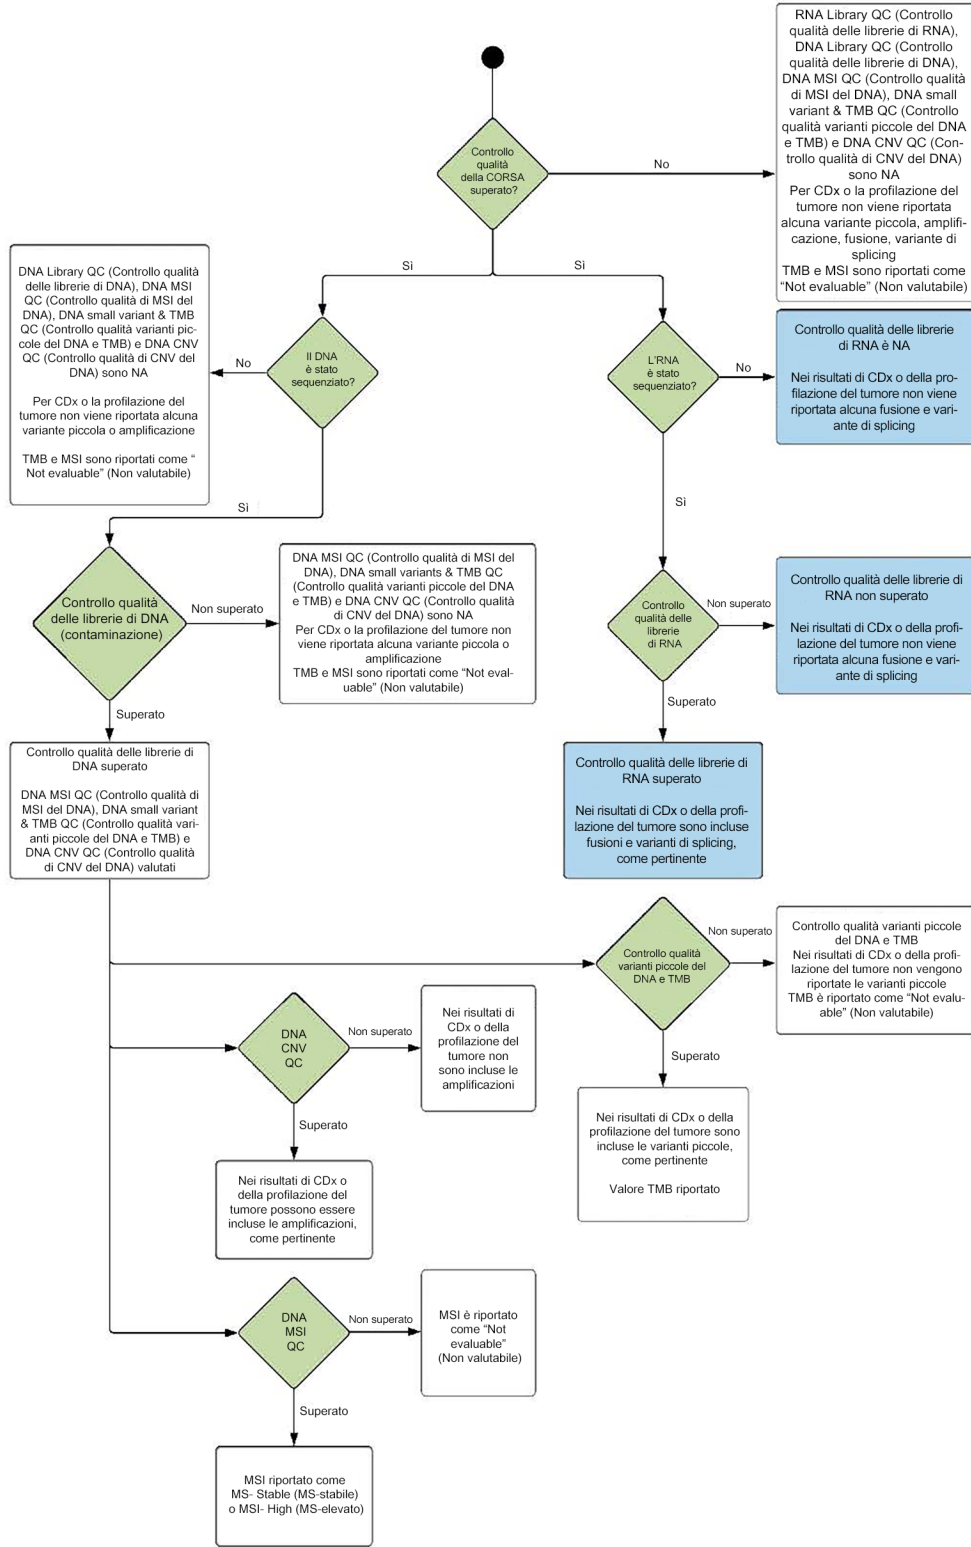 RNA Library QC (Controllo
qualità delle librerie di RNA),
DNA Library QC (Controllo
qualità delle librerie di DNA),
DNA MSI QC (Controllo qualità
di MSI del DNA), DNA small
variant & TMB QC (Controllo
qualità varianti piccole del DNA
e TMB) e DNA CNV QC (Con-
trollo qualità di CNV del DNA)
sono NA
Per CDx o la profilazione del
tumore non viene riportata
alcuna variante piccola, amplifi-
cazione, fusione, variante di
splicing
TMB e MSI sono riportati come
“Not evaluable” (Non valutabile)
Controllo
qualità
della CORSA
superato?
No
Sì
Sì
DNA Library QC (Controllo qualità
delle librerie di DNA), DNA MSI
QC (Controllo qualità di MSI del
DNA), DNA small variant & TMB
QC (Controllo qualità varianti pic-
cole del DNA e TMB) e DNA CNV
QC (Controllo qualità di CNV del
DNA) sono NA
Per CDx o la profilazione del
tumore non viene riportata alcuna
variante piccola o amplificazione
TMB e MSI sono riportati come “
Not evaluable” (Non valutabile)
No
Il DNA
è stato
sequenziato?
L'RNA
è stato
sequenziato?
No
Controllo qualità delle librerie
di RNA è NA
Nei risultati di CDx o della pro-
filazione del tumore non viene
riportata alcuna fusione e vari-
ante di splicing
Sì
Sì
Controllo qualità
delle librerie di DNA
(contaminazione)
Non superato
DNA MSI QC (Controllo qualità di MSI del
DNA), DNA small variants & TMB QC
(Controllo qualità varianti piccole del DNA
e TMB) e DNA CNV QC (Controllo qualità
di CNV del DNA) sono NA
Per CDx o la profilazione del tumore non
viene riportata alcuna variante piccola o
amplificazione
TMB e MSI sono riportati come “Not eval-
uable” (Non valutabile)
Controllo
qualità delle
librerie
di RNA
Non superato
Controllo qualità delle librerie di
RNA non superato
Nei risultati di CDx o della profi-
lazione del tumore non viene
riportata alcuna fusione e vari-
ante di splicing
Superato
Superato
Controllo qualità delle librerie di
DNA superato
DNA MSI QC (Controllo qualità di
MSI del DNA), DNA small variant
& TMB QC (Controllo qualità vari-
anti piccole del DNA e TMB) e
DNA CNV QC (Controllo qualità
di CNV del DNA) valutati
Controllo qualità delle librerie di
RNA superato
Nei risultati di CDx o della profi-
lazione del tumore sono incluse
fusioni e varianti di splicing,
come pertinente
Controllo qualità
varianti piccole del
DNA e TMB
Non superato
Controllo qualità varianti piccole
del DNA e TMB
Nei risultati di CDx o della profi-
lazione del tumore non vengono
riportate le varianti piccole
TMB è riportato come “Not evalu-
able” (Non valutabile)
DNA
CNV
QC
Non superato
Nei risultati di
CDx o della
profilazione del
tumore non
sono incluse le
amplificazioni
Superato
Nei risultati di CDx o della
profilazione del tumore sono
incluse le varianti piccole,
come pertinente
Valore TMB riportato
Superato
Nei risultati di CDx o
della profilazione del
tumore possono essere
incluse le amplificazioni,
come pertinente
DNA
MSI
QC
Non superato
MSI è riportato
come “Not
evaluable”
(Non valutabile)
Superato
MSI riportato come
MS- Stable (MS-stabile)
o MSI- High (MS-elevato)